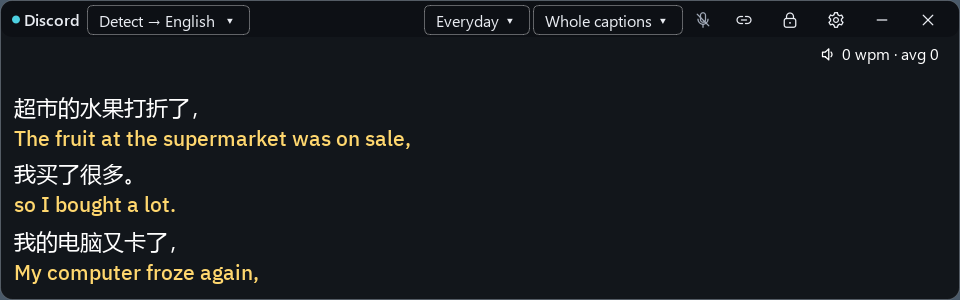 Discord Detect → English Everyday Whole captions
0 wpm · avg 0
超市的水果打折了,
The fruit at the supermarket was on sale,
我买了很多。
so I bought a lot.
我的电脑又卡了,
My computer froze again,